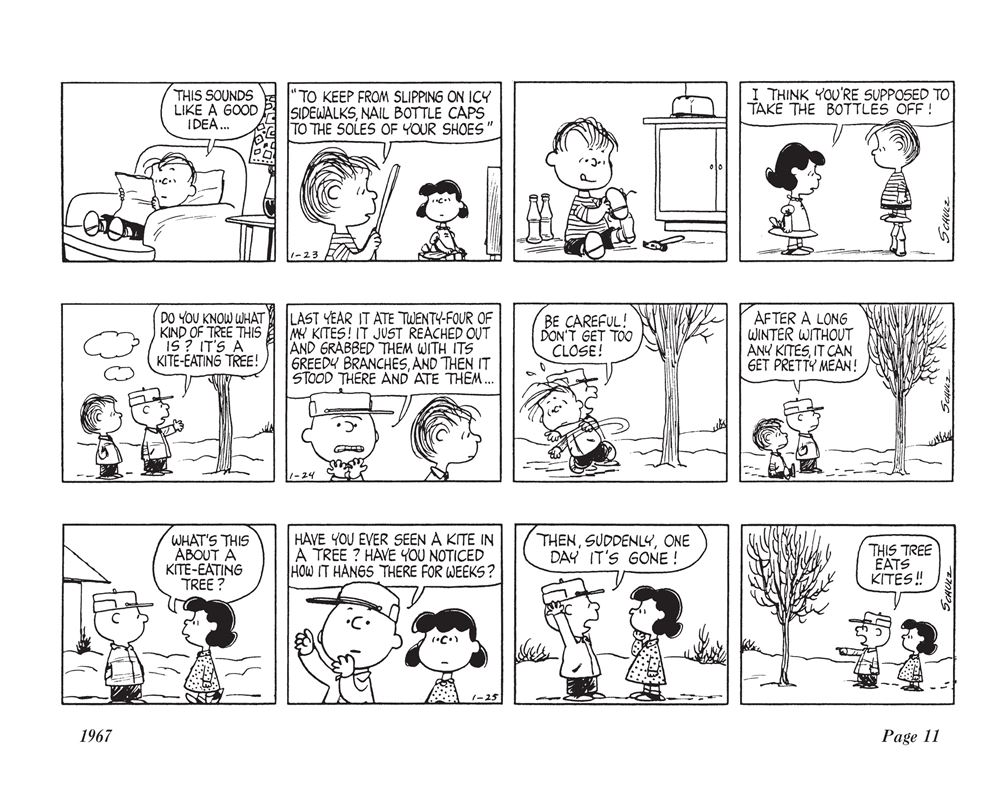 THIS SOUNDS
LIKE A GOOD
IDEA...
"TO KEEP FROM SLIPPING ON ICY
SIDEWALKS, NAIL BOTTLE CAPS
TO THE SOLES OF YOUR SHOES"
1-23
I THINK YOU'RE SUPPOSED TO
TAKE THE BOTTLES OFF!
SCHULZ
DO YOU KNOW WHAT
KIND OF TREE THIS
IS? IT'S A
KITE-EATING TREE!
LAST YEAR IT ATE TWENTY-FOUR OF
MY KITES! IT JUST REACHED OUT
AND GRABBED THEM WITH ITS
GREEDY BRANCHES, AND THEN IT
STOOD THERE AND ATE THEM...
1-24
BE CAREFUL!
DON'T GET TOO
CLOSE!
AFTER A LONG
WINTER WITHOUT
ANY KITES, IT CAN
GET PRETTY MEAN!
SCHULZ
WHAT'S THIS
ABOUT A
KITE-EATING
TREE?
HAVE YOU EVER SEEN A KITE IN
A TREE? HAVE YOU NOTICED
HOW IT HANGS THERE FOR WEEKS?
1-25
THEN, SUDDENLY, ONE
DAY IT'S GONE!
THIS TREE
EATS
KITES!!
SCHULZ
1967
Page 11